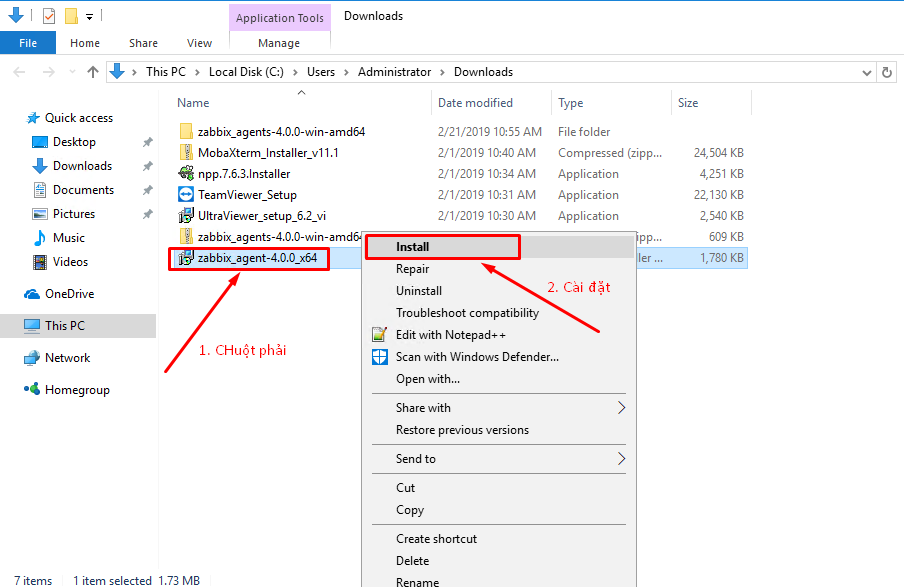 Application Tools
Downloads
File
Home
Share
View
Manage
This PC
Local Disk (C:)
Users
Administrator
Downloads
Name
Date modified
Type
Size
Quick access
Desktop
Downloads
Documents
Pictures
Music
Videos
OneDrive
This PC
Network
Homegroup
zabbix_agents-4.0.0-win-amd64 2/21/2019 10:55 AM File folder
MobaXterm_Installer_v11.1 2/1/2019 10:40 AM Compressed (zipp... 24,504 KB
npp.7.6.3.Installer 2/1/2019 10:34 AM Application 4,251 KB
TeamViewer_Setup 2/1/2019 10:31 AM Application 22,130 KB
UltraViewer_setup_6.2_vi 2/1/2019 10:30 AM Application 2,540 KB
zabbix_agents-4.0.0-win-amd64 ipp... 609 KB
zabbix_agent-4.0.0_x64 ler ... 1,780 KB
1. CHuột phải
2. Cài đặt
Install
Repair
Uninstall
Troubleshoot compatibility
Edit with Notepad++
Scan with Windows Defender...
Open with...
Share with
Restore previous versions
Send to
Cut
Copy
Create shortcut
Delete
Rename
7 items
1 item selected 1.73 MB